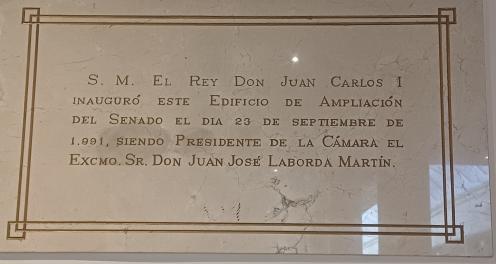 S. M. EL REY DON JUAN CARLOS I
INAUGURÓ ESTE EDIFICIO DE AMPLIACIÓN
DEL SENADO EL DIA 23 DE SEPTIEMBRE DE
1.991, SIENDO PRESIDENTE DE LA CÁMARA EL
EXCMO. SR. DON JUAN JOSÉ LABORDA MARTÍN.